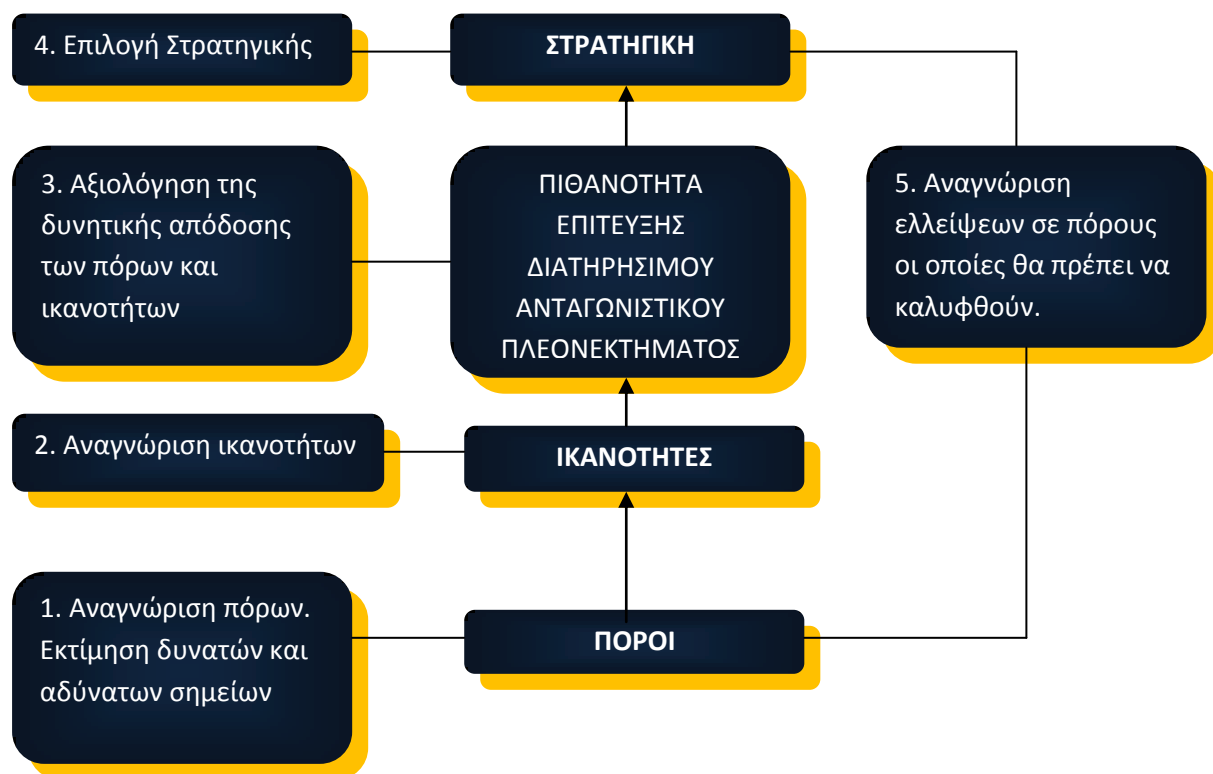 4. Επιλογή Στρατηγικής
ΣΤΡΑΤΗΓΙΚΗ
3. Αξιολόγηση της
δυνητικής απόδοσης
των πόρων και
ικανοτήτων
ΠΙΘΑΝΟΤΗΤΑ
ΕΠΙΤΕΥΞΗΣ
ΔΙΑΤΗΡΗΣΙΜΟΥ
ΑΝΤΑΓΩΝΙΣΤΙΚΟΥ
ΠΛΕΟΝΕΚΤΗΜΑΤΟΣ
5. Αναγνώριση
ελλείψεων σε πόρους
οι οποίες θα πρέπει να
καλυφθούν.
2. Αναγνώριση ικανοτήτων
ΙΚΑΝΟΤΗΤΕΣ
1. Αναγνώριση πόρων.
Εκτίμηση δυνατών και
αδύνατων σημείων
ΠΟΡΟΙ